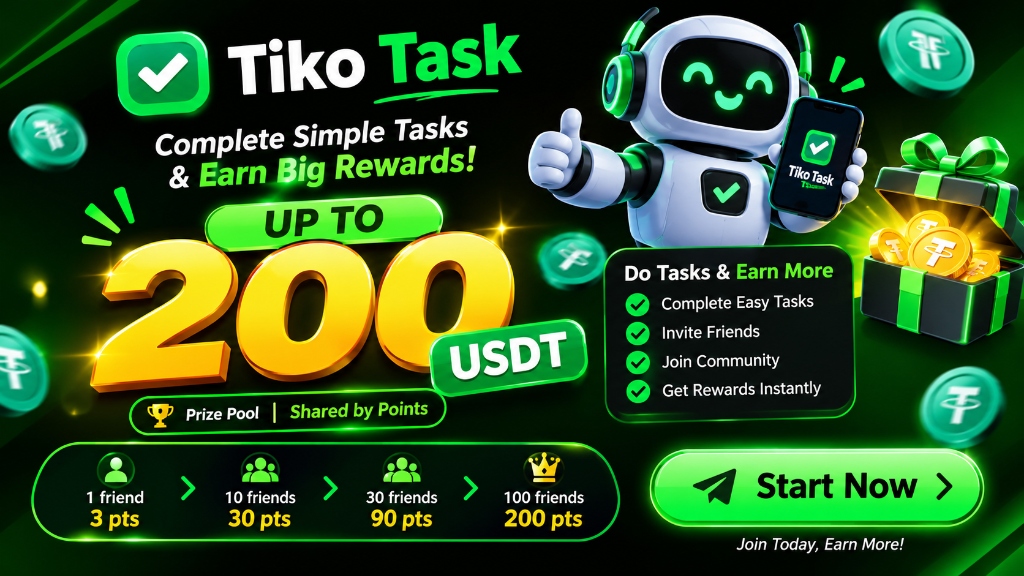 Tiko Task
Complete Simple Tasks
& Earn Big Rewards!
UP TO
200
USDT
Prize Pool | Shared by Points
1 friend
3 pts
10 friends
30 pts
30 friends
90 pts
100 friends
200 pts
Tiko Task
Do Tasks & Earn More
Complete Easy Tasks
Invite Friends
Join Community
Get Rewards Instantly
Start Now
Join Today, Earn More!